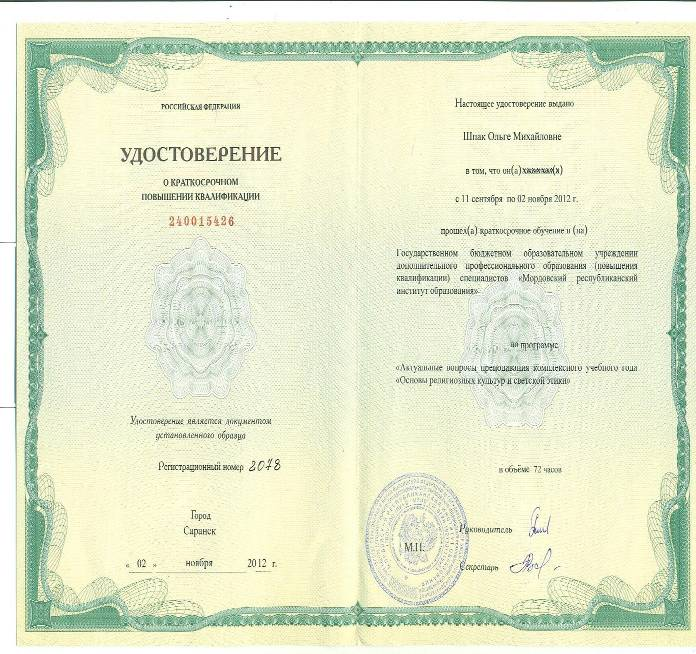 РОССИЙСКАЯ ФЕДЕРАЦИЯ
УДОСТОВЕРЕНИЕ
О КРАТКОСРОЧНОМ
ПОВЫШЕНИИ КВАЛИФИКАЦИИ
240015426
Удостоверение является документом
установленного образца
Регистрационный номер 2078
Город
Саранск
« 02 » ноября 2012 г.
Настоящее удостоверение выдано
Шпак Ольге Михайловне
в том, что он(а)
с 11 сентября по 02 ноября 2012 г.
прошел(а) краткосрочное обучение в (на)
Государственном бюджетном образовательном учреждении
дополнительного профессионального образования (повышения
квалификации) специалистов «Мордовский республиканский
институт образования»
по программе
«Актуальные вопросы преподавания комплексного учебного года
«Основы религиозных культур и светской этики»
в объёме 72 часов
Руководитель
М.П.
Секретарь